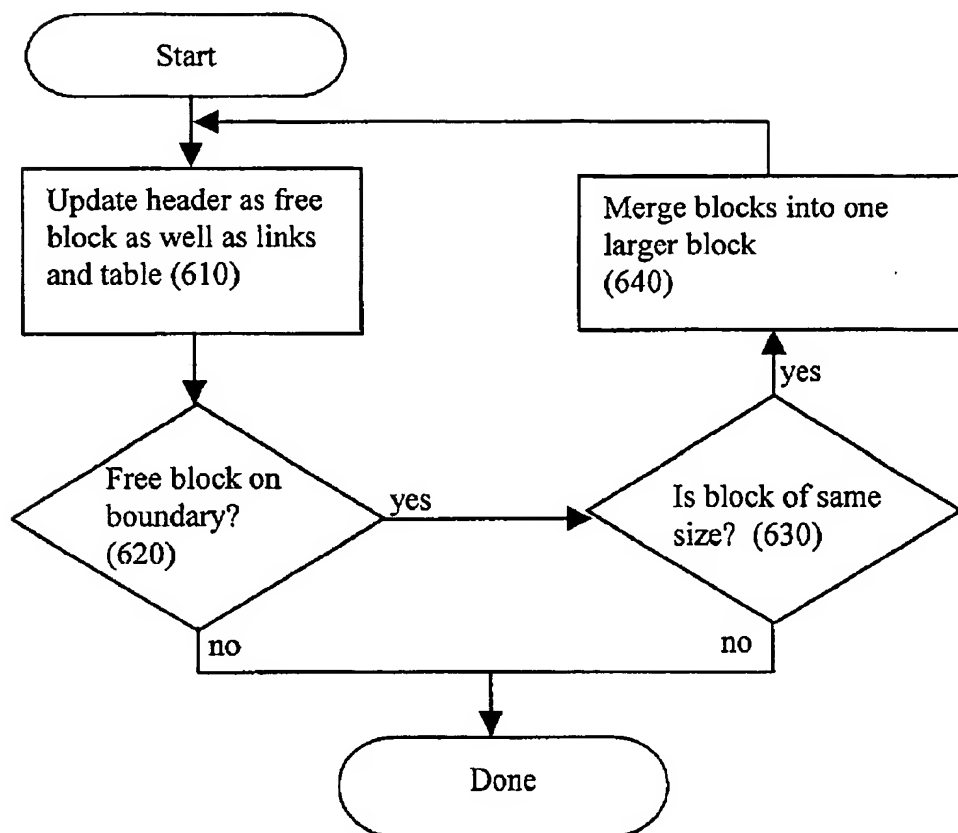 Start
Update header as free
block as well as links
and table (610)
Merge blocks into one
larger block
(640)
yes
Free block on
boundary?
(620)
yes
Is block of same
size? (630)
no
no
Done